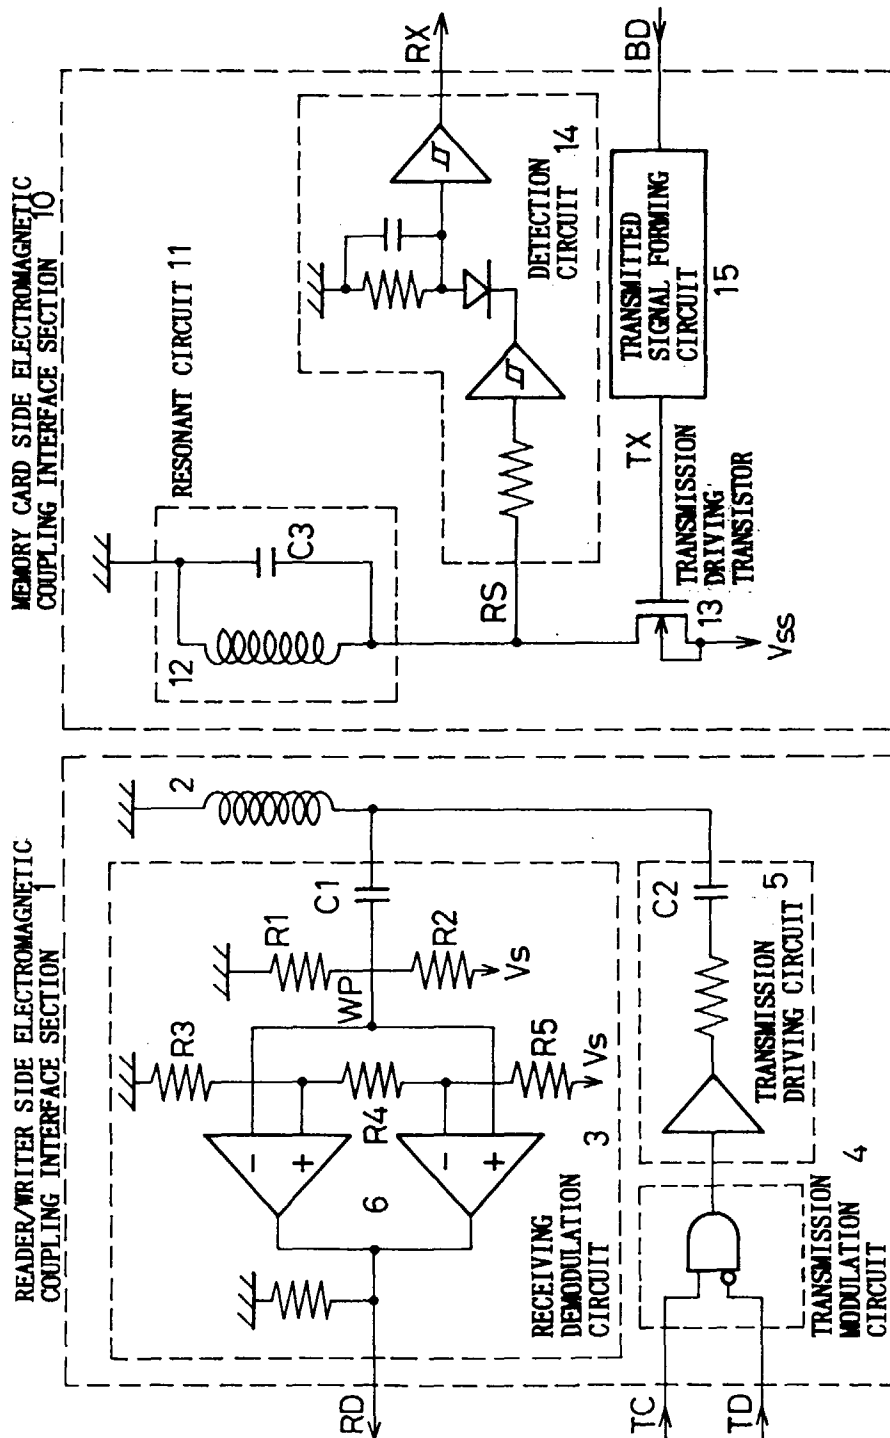 MEMORY CARD SIDE ELECTROMAGNETIC
COUPLING INTERFACE SECTION
10
RESONANT CIRCUIT 11
12
C3
RS
DETECTION
CIRCUIT
14
RX
TRANSMITTED
SIGNAL FORMING
CIRCUIT
15
BD
TX
TRANSMISSION
DRIVING
TRANSISTOR
13
Vss
READER/WRITER SIDE ELECTROMAGNETIC
COUPLING INTERFACE SECTION
1
2
C1
R1
R2
Vs
WP
R3
R4
R5
Vs
-
+
-
+
6
3
RECEIVING
DEMODULATION
CIRCUIT
RD
C2
5
TRANSMISSION
DRIVING CIRCUIT
4
TRANSMISSION
MODULATION
CIRCUIT
TC
TD